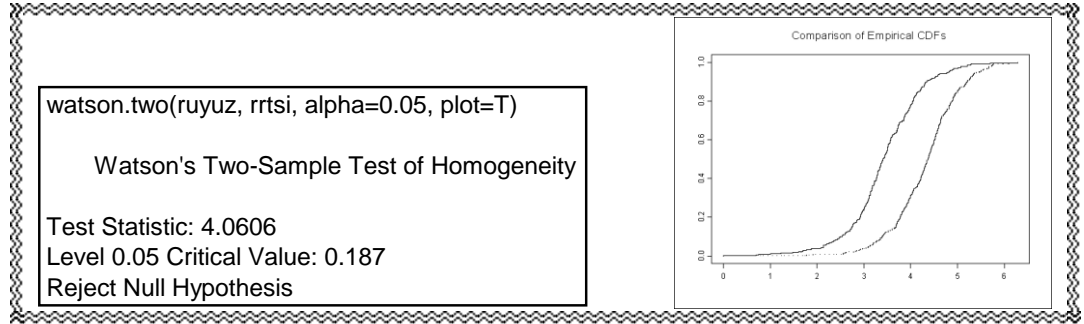 watson.two(ruyuz, rrtsi, alpha=0.05, plot=T)
Watson's Two-Sample Test of Homogeneity
Test Statistic: 4.0606
Level 0.05 Critical Value: 0.187
Reject Null Hypothesis
Comparison of Empirical CDFs
1.0
0.8
0.6
0.4
0.2
0.0
0 1 2 3 4 5 6